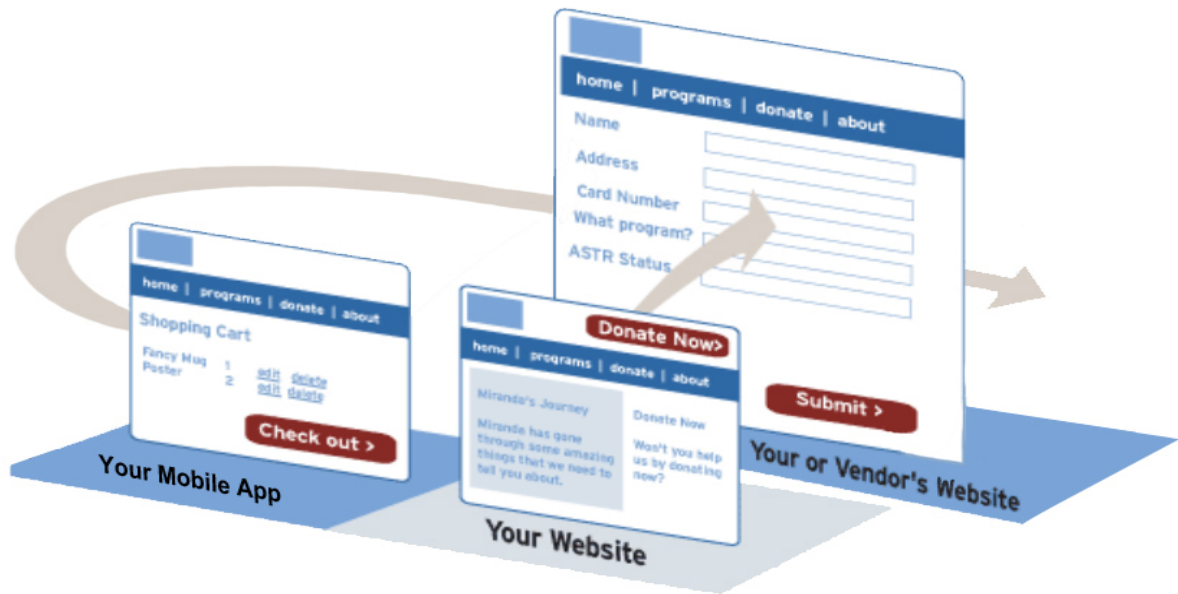 home | programs | donate | about
Name
Address
Card Number
What program?
ASTR Status
Submit >
Your or Vendor's Website
home | programs | donate | about
Shopping Cart
Fancy Mug 1 edit delete
Poster 2 edit delete
Check out >
Your Mobile App
Donate Now>
home | programs | donate | about
Miranda's Journey
Miranda has gone
through some amazing
things that we need to
tell you about.
Donate Now
Won't you help
us by donating
now?
Your Website